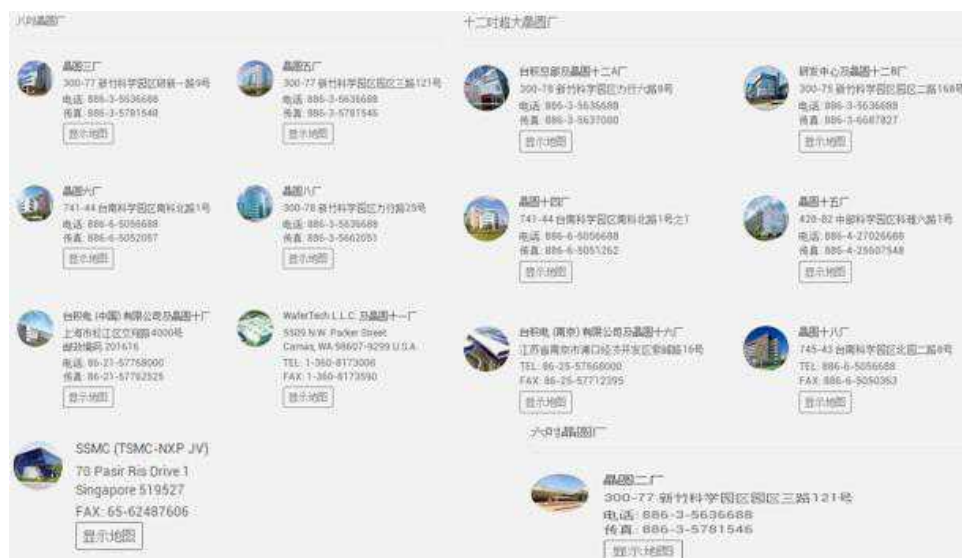 八吋晶圆厂
晶圆三厂
300-77 新竹科学园区研新一路9号
电话: 886-3-5636688
传真: 886-3-5781548
显示地图
晶圆五厂
300-77 新竹科学园区园区三路121号
电话: 886-3-5636688
传真: 886-3-5781546
显示地图
晶圆六厂
741-44 台南科学园区南科北路1号
电话: 886-6-5056688
传真: 886-6-5052057
显示地图
晶圆八厂
300-78 新竹科学园区力行路25号
电话: 886-3-5636688
传真: 886-3-5662051
显示地图
台积电 (中国) 有限公司及晶圆十厂
上海市松江区文翔路4000号
邮政编码 201616
电话: 86-21-57768000
传真: 86-21-57762525
显示地图
WaferTech L.L.C. 及晶圆十一厂
5509 N.W. Parker Street
Camas, WA 98607-9299 U.S.A.
TEL: 1-360-8173000
FAX: 1-360-8173590
显示地图
SSMC (TSMC-NXP JV)
70 Pasir Ris Drive 1
Singapore 519527
FAX: 65-62487606
显示地图
十二吋超大晶圆厂
台积总部及晶圆十二A厂
300-78 新竹科学园区力行六路8号
电话: 886-3-5636688
传真: 886-3-5637000
显示地图
研发中心及晶圆十二B厂
300-75 新竹科学园区园区二路168号
电话: 886-3-5636688
传真: 886-3-6687827
显示地图
晶圆十四厂
741-44 台南科学园区南科北路1号之1
电话: 886-6-5056688
传真: 886-6-5051262
显示地图
晶圆十五厂
428-82 中部科学园区科雅六路1号
电话: 886-4-27026688
传真: 886-4-25607548
显示地图
台积电 (南京) 有限公司及晶圆十六厂
江苏省南京市浦口经济开发区紫峰路16号
TEL: 86-25-57668000
FAX: 86-25-57712395
显示地图
晶圆十八厂
745-43 台南科学园区北园二路8号
TEL: 886-6-5056688
FAX: 886-6-5050363
显示地图
六吋晶圆厂
晶圆二厂
300-77 新竹科学园区园区三路121号
电话: 886-3-5636688
传真: 886-3-5781546
显示地图